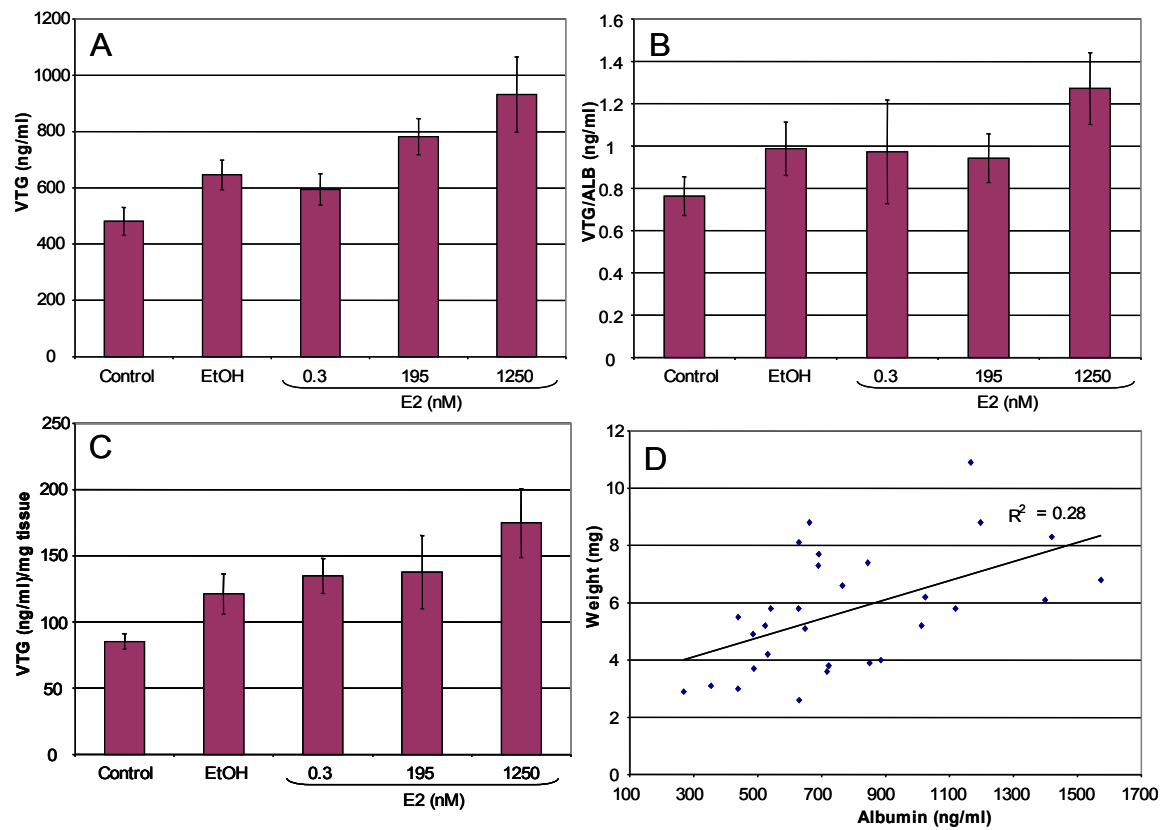 A
VTG (ng/ml)
1200
1000
800
600
400
200
0
Control EtOH 0.3 195 1250
E2 (nM)
B
VTG/ALB (ng/ml)
1.6
1.4
1.2
1
0.8
0.6
0.4
0.2
0
Control EtOH 0.3 195 1250
E2 (nM)
C
VTG (ng/ml)/mg tissue
250
200
150
100
50
0
Control EtOH 0.3 195 1250
E2 (nM)
D
Weight (mg)
12
10
8
6
4
2
0
R² = 0.28
100 300 500 700 900 1100 1300 1500 1700
Albumin (ng/ml)